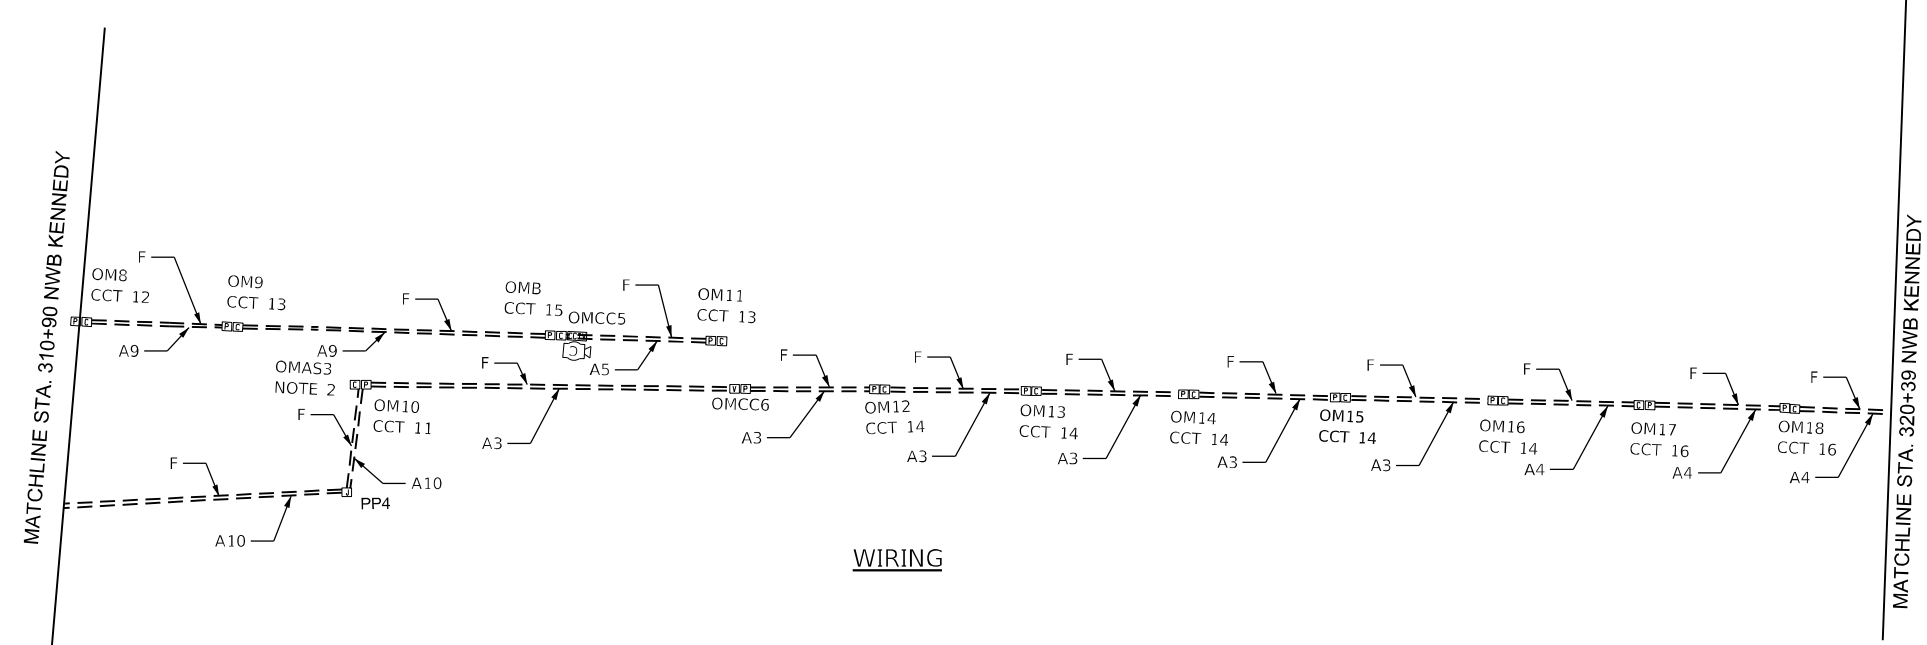 MATCHLINE STA. 310+90 NWB KENNEDY
F
OM8
CCT 12
P C
A9
OM9
CCT 13
P C
F
A9
OMB
CCT 15
OMCC5
P C
C
F
A5
OM11
CCT 13
P C
OMAS3
NOTE 2
C P
F
OM10
CCT 11
F
A10
F
A10
J
PP4
A3
V P
OMCC6
F
A3
P C
OM12
CCT 14
F
A3
P C
OM13
CCT 14
F
A3
P C
OM14
CCT 14
F
A3
P C
OM15
CCT 14
F
A3
P C
OM16
CCT 14
F
A4
C P
OM17
CCT 16
F
A4
P C
OM18
CCT 16
F
A4
MATCHLINE STA. 320+39 NWB KENNEDY
WIRING